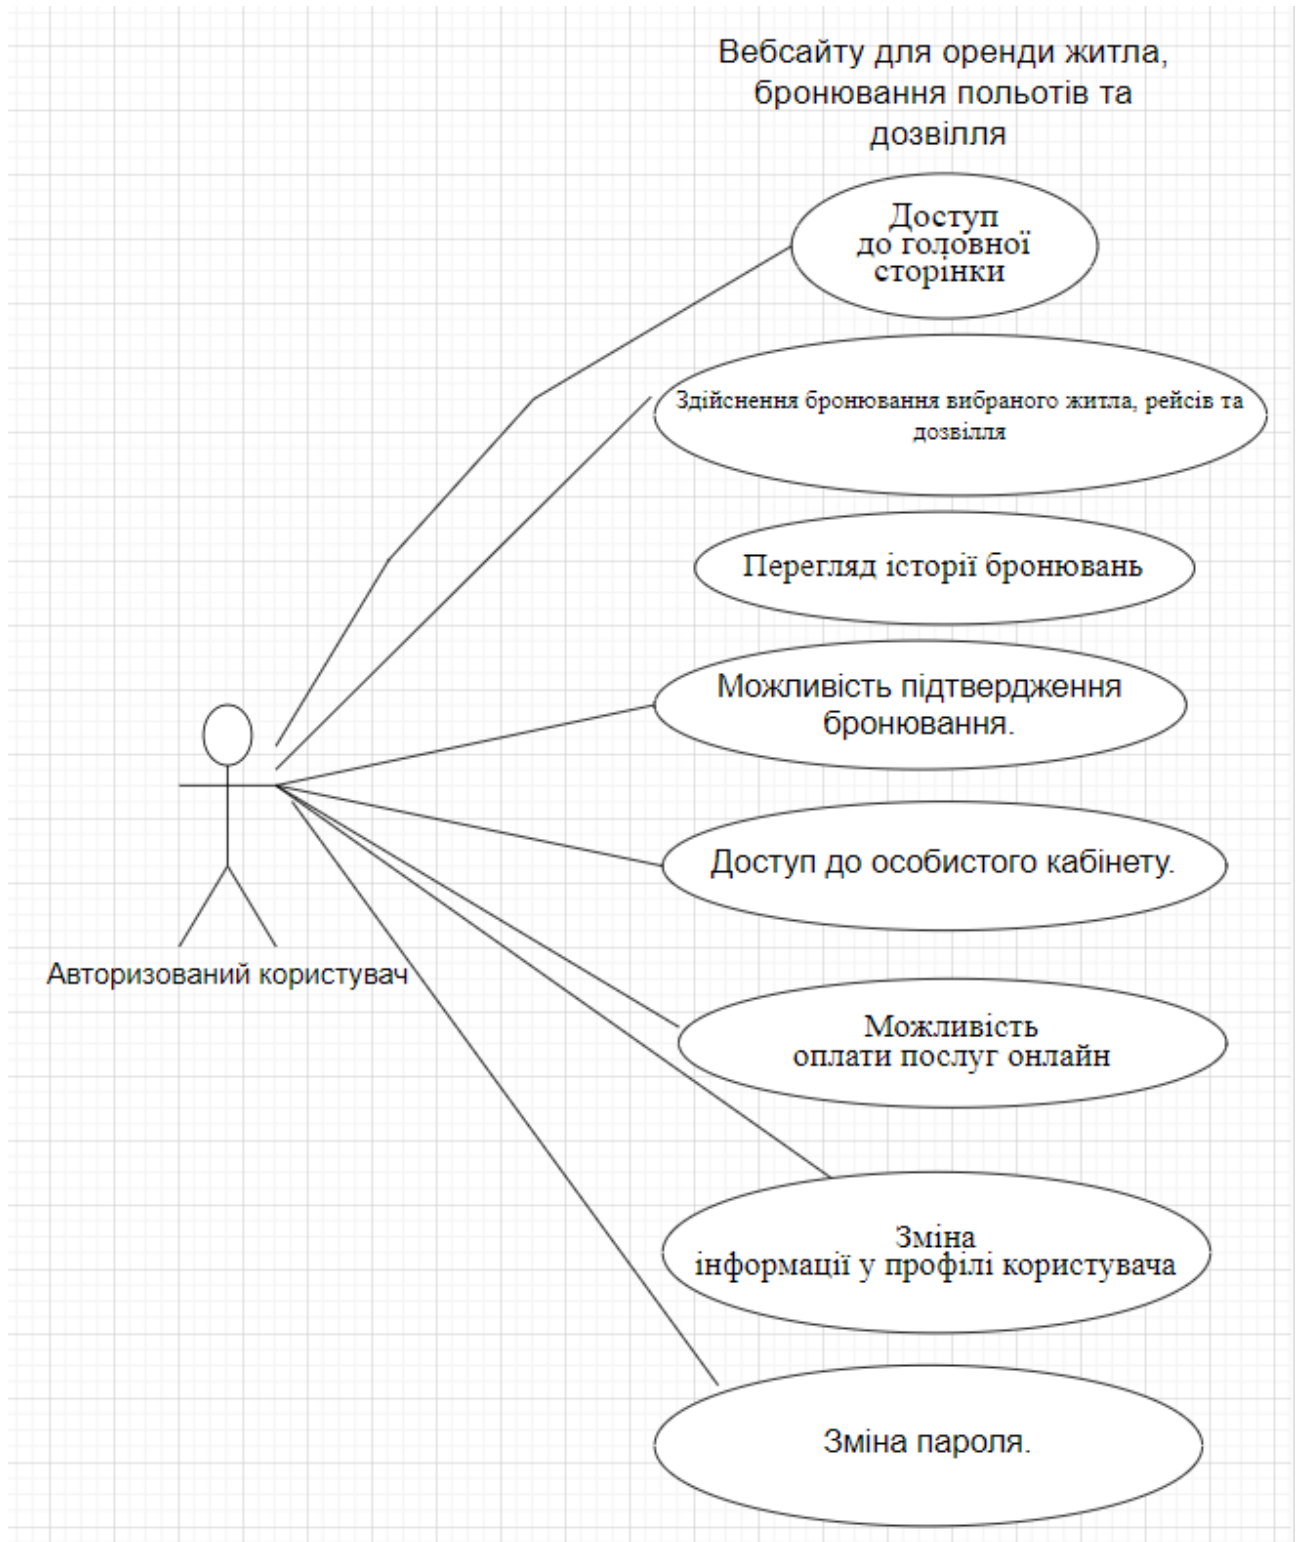 Вебсайту для оренди житла,
бронювання польотів та
дозвілля
Доступ
до головної
сторінки
Здійснення бронювання вибраного житла, рейсів та
дозвілля
Перегляд історії бронювань
Можливість підтвердження
бронювання.
Доступ до особистого кабінету.
Авторизований користувач
Можливість
оплати послуг онлайн
Зміна
інформації у профілі користувача
Зміна пароля.